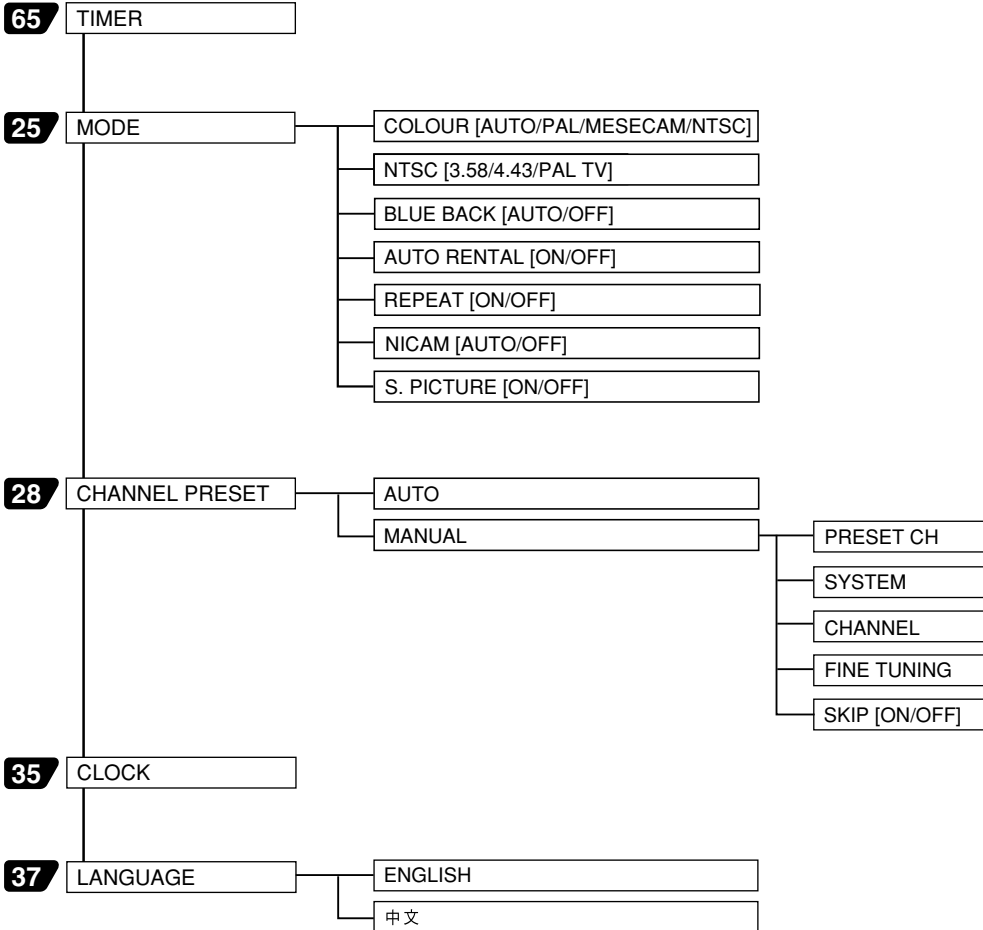 65 TIMER
25 MODE
COLOUR [AUTO/PAL/MESECAM/NTSC]
NTSC [3.58/4.43/PAL TV]
BLUE BACK [AUTO/OFF]
AUTO RENTAL [ON/OFF]
REPEAT [ON/OFF]
NICAM [AUTO/OFF]
S. PICTURE [ON/OFF]
28 CHANNEL PRESET
AUTO
MANUAL
PRESET CH
SYSTEM
CHANNEL
FINE TUNING
SKIP [ON/OFF]
35 CLOCK
37 LANGUAGE
ENGLISH
中文